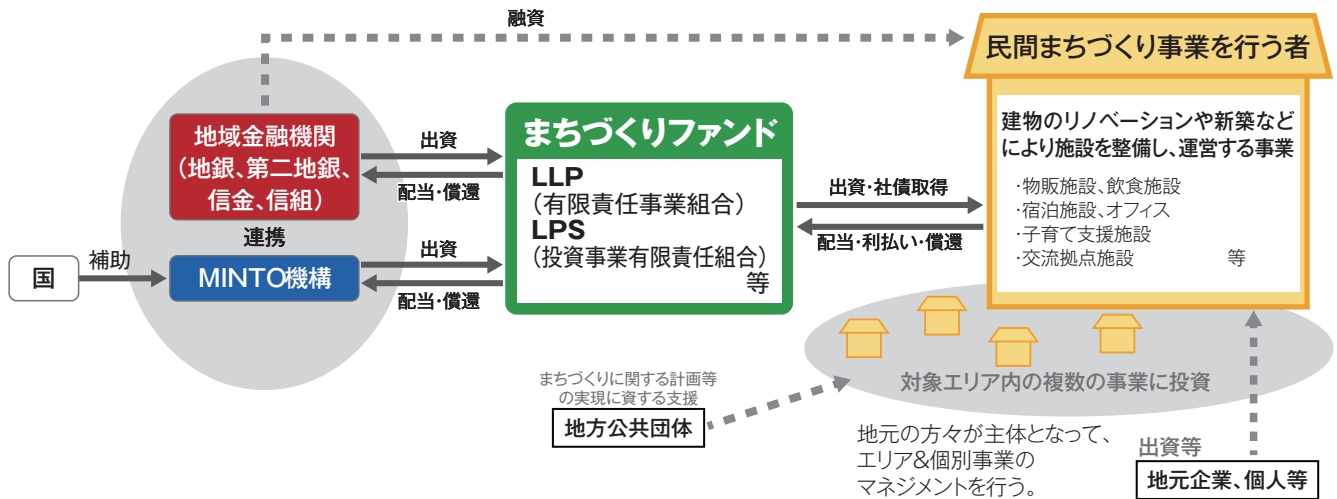 融資
民間まちづくり事業を行う者
地域金融機関
(地銀、第二地銀、
信金、信組)
連携
MINTO機構
国
補助
出資
配当・償還
出資
配当・償還
まちづくりファンド
LLP
(有限責任事業組合)
LPS
(投資事業有限責任組合)
等
出資・社債取得
配当・利払い・償還
建物のリノベーションや新築など
により施設を整備し、運営する事業
・物販施設、飲食施設
・宿泊施設、オフィス
・子育て支援施設
・交流拠点施設 等
対象エリア内の複数の事業に投資
まちづくりに関する計画等
の実現に資する支援
地方公共団体
地元の方々が主体となって、
エリア&個別事業の
マネジメントを行う。
出資等
地元企業、個人等